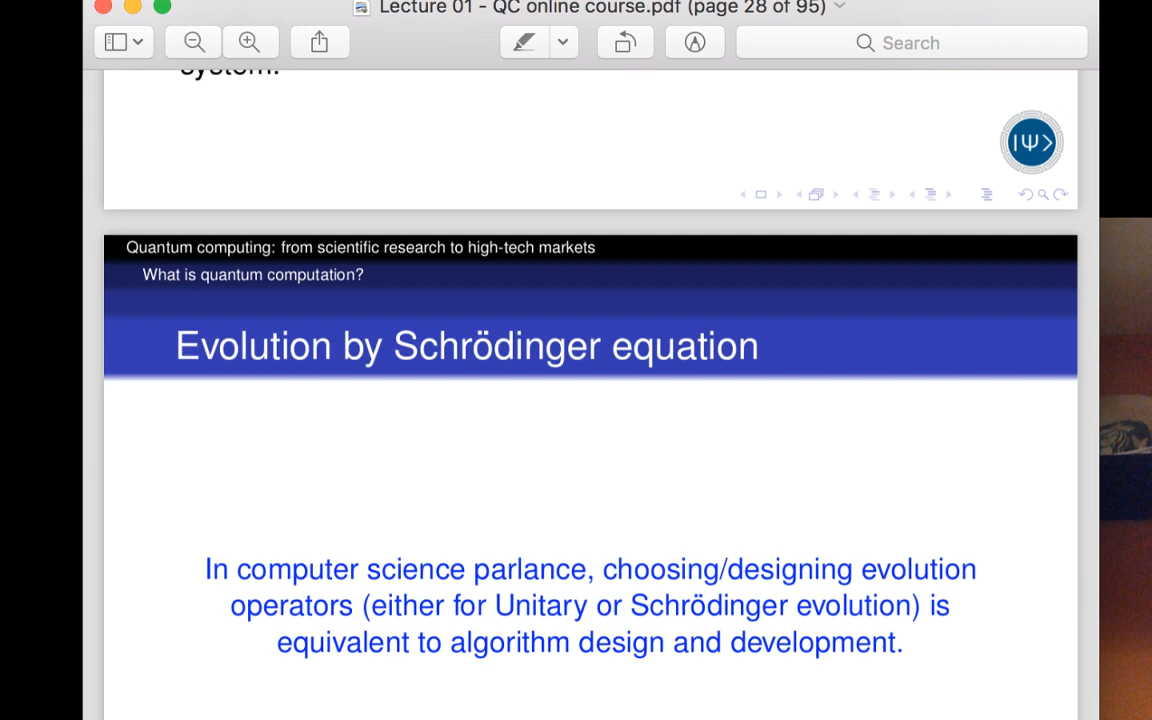 Lecture 01 - QC online course.pdf (page 28 of 95)
Search
system.
|Ψ>
Quantum computing: from scientific research to high-tech markets
What is quantum computation?
Evolution by Schrödinger equation
In computer science parlance, choosing/designing evolution
operators (either for Unitary or Schrödinger evolution) is
equivalent to algorithm design and development.